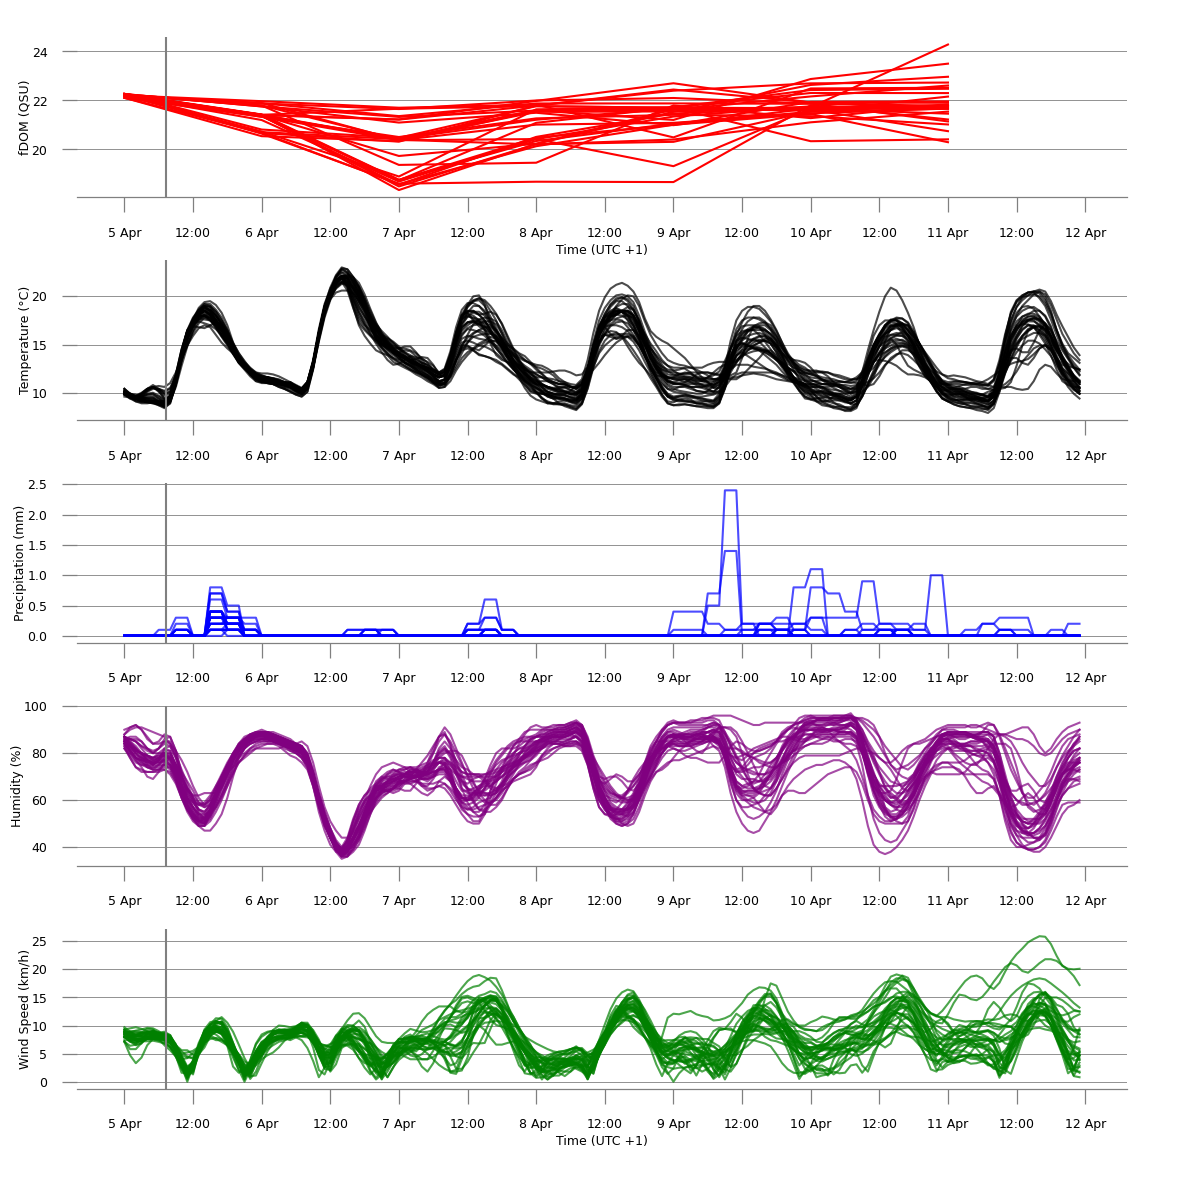 24
22
20
fDOM (QSU)
5 Apr 12:00 6 Apr 12:00 7 Apr 12:00 8 Apr 12:00 9 Apr 12:00 10 Apr 12:00 11 Apr 12:00 12 Apr
Time (UTC +1)
20
15
10
Temperature (°C)
5 Apr 12:00 6 Apr 12:00 7 Apr 12:00 8 Apr 12:00 9 Apr 12:00 10 Apr 12:00 11 Apr 12:00 12 Apr
2.5
2.0
1.5
1.0
0.5
0.0
Precipitation (mm)
5 Apr 12:00 6 Apr 12:00 7 Apr 12:00 8 Apr 12:00 9 Apr 12:00 10 Apr 12:00 11 Apr 12:00 12 Apr
100
80
60
40
Humidity (%)
5 Apr 12:00 6 Apr 12:00 7 Apr 12:00 8 Apr 12:00 9 Apr 12:00 10 Apr 12:00 11 Apr 12:00 12 Apr
25
20
15
10
5
0
Wind Speed (km/h)
5 Apr 12:00 6 Apr 12:00 7 Apr 12:00 8 Apr 12:00 9 Apr 12:00 10 Apr 12:00 11 Apr 12:00 12 Apr
Time (UTC +1)